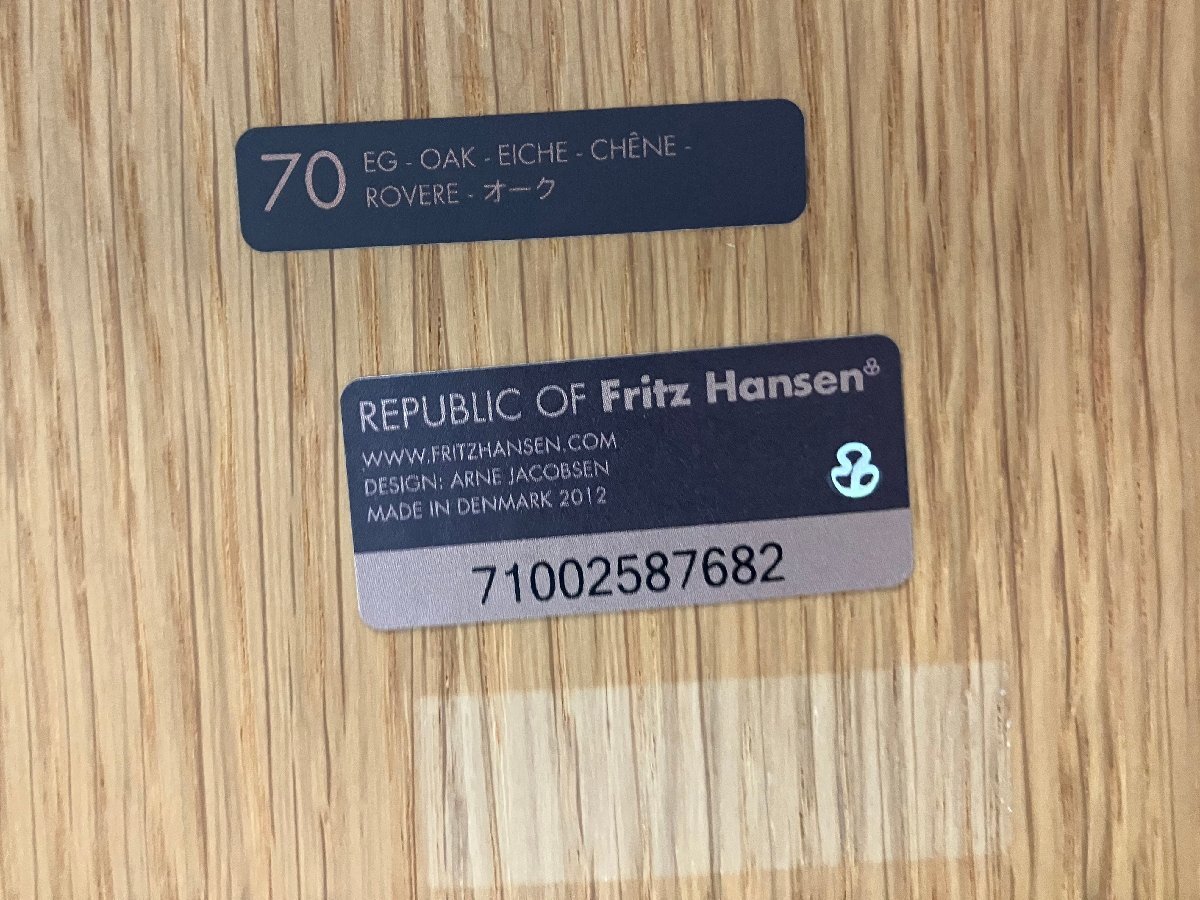 70 EG - OAK - EICHE - CHÊNE -
ROVERE - オーク
REPUBLIC OF Fritz Hansen
WWW.FRITZHANSEN.COM
DESIGN: ARNE JACOBSEN
MADE IN DENMARK 2012
71002587682